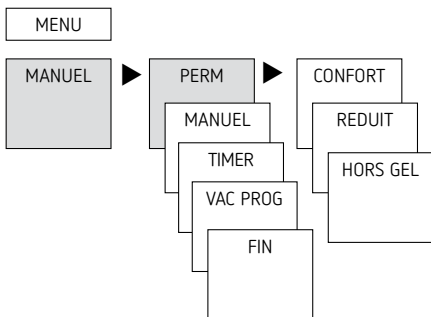 MENU
MANUEL
PERM
CONFORT
MANUEL
REDUIT
TIMER
HORS GEL
VAC PROG
FIN